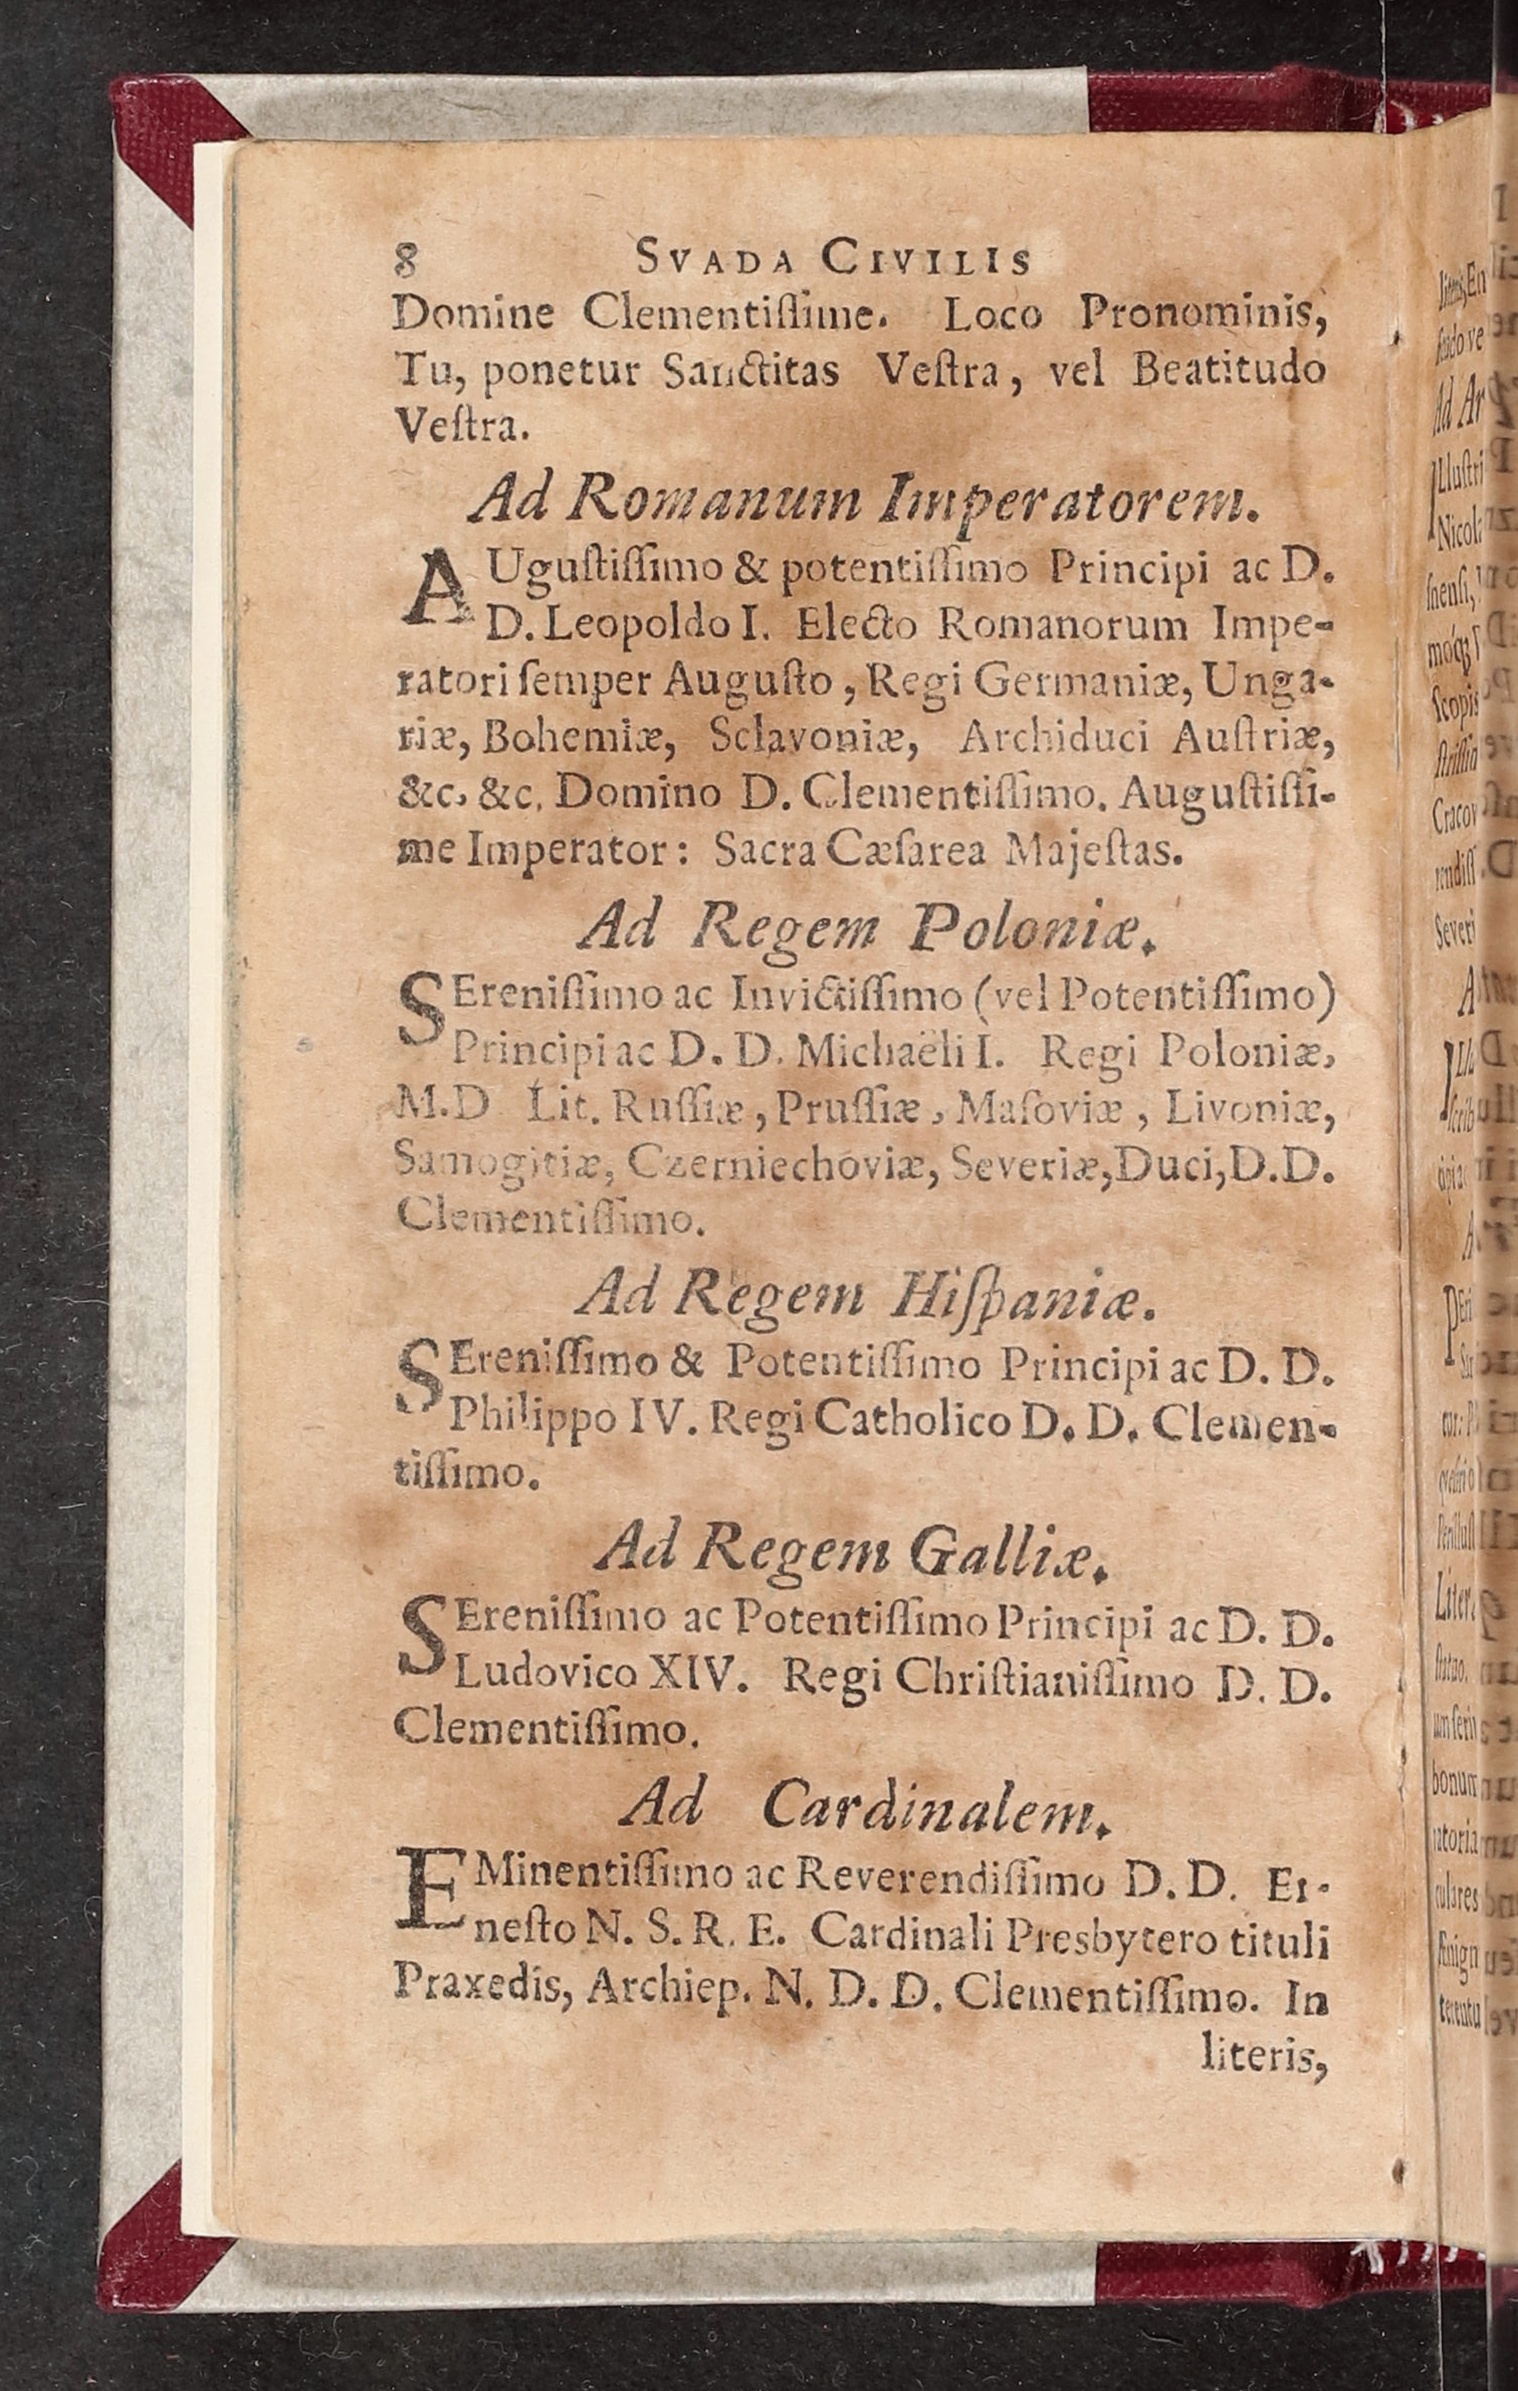 8 SVADA CIVILIS
Domine Clementiſſime. Loco Pronominis,
Tu, ponetur Sanctitas Veſtra, vel Beatitudo
Veſtra.
Ad Romanum Imperatorem.
AUguſtiſſimo & potentiſſimo Principi ac D.
D. Leopoldo I. Electo Romanorum Impe-
ratori ſemper Auguſto, Regi Germaniæ, Unga-
riæ, Bohemiæ, Sclavoniæ, Archiduci Auſtriæ,
&c. &c. Domino D. Clementiſſimo. Auguſtiſſi-
me Imperator: Sacra Cæſarea Majeſtas.
Ad Regem Poloniæ.
SEreniſſimo ac Invictiſſimo (vel Potentiſſimo)
Principi ac D. D. Michaëli I. Regi Poloniæ,
M.D Lit. Ruſſiæ, Pruſſiæ, Maſoviæ, Livoniæ,
Samogitiæ, Czerniechoviæ, Severiæ, Duci, D.D.
Clementiſſimo.
Ad Regem Hiſpaniæ.
SEreniſſimo & Potentiſſimo Principi ac D. D.
Philippo IV. Regi Catholico D. D. Clemen-
tiſſimo.
Ad Regem Galliæ.
SEreniſſimo ac Potentiſſimo Principi ac D. D.
Ludovico XIV. Regi Chriſtianiſſimo D. D.
Clementiſſimo.
Ad Cardinalem.
EMinentiſſimo ac Reverendiſſimo D. D. Er-
neſto N. S. R. E. Cardinali Presbytero tituli
Praxedis, Archiep. N. D. D. Clementiſſimo. In
literis,